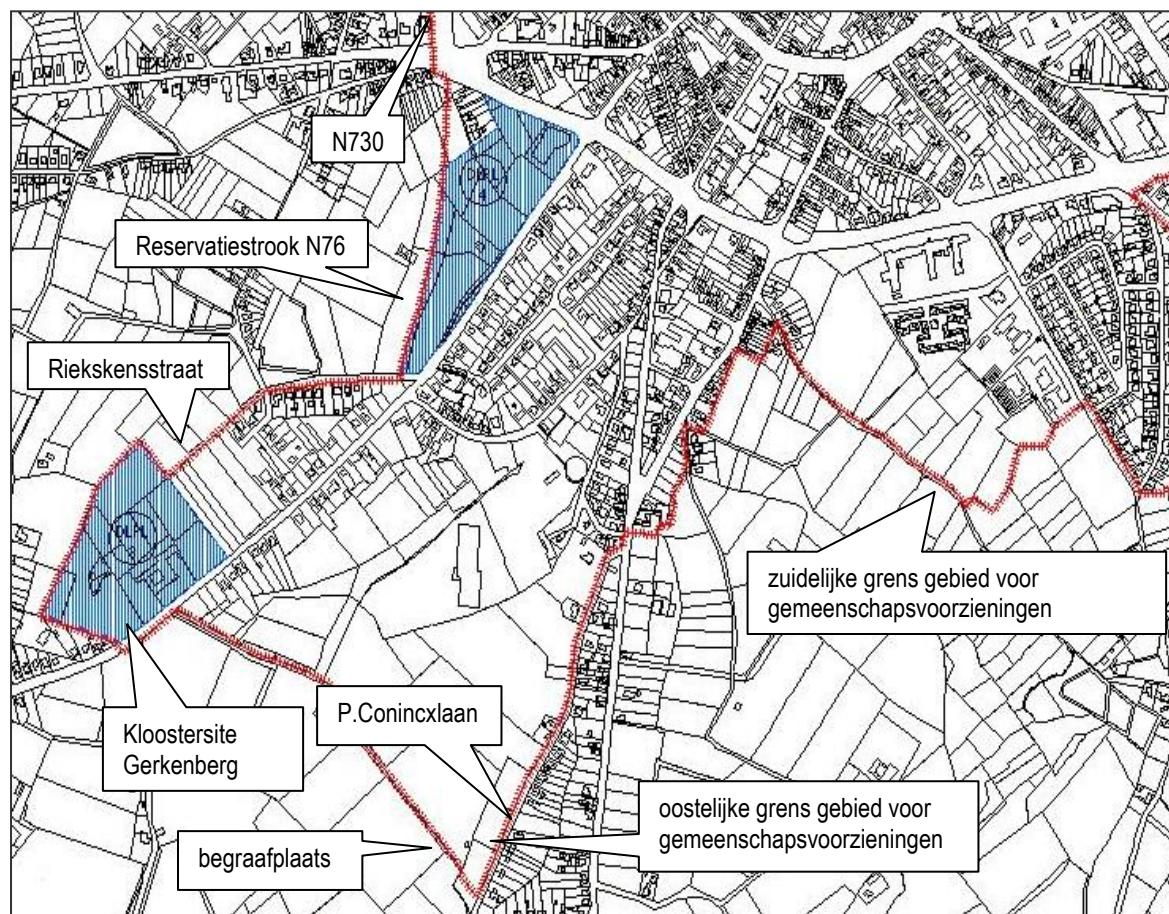 N730
Reservatiestrook N76
Riekskensstraat
zuidelijke grens gebied voor
gemeenschapsvoorzieningen
P.Conincxlaan
Kloostersite
Gerkenberg
oostelijke grens gebied voor
gemeenschapsvoorzieningen
begraafplaats